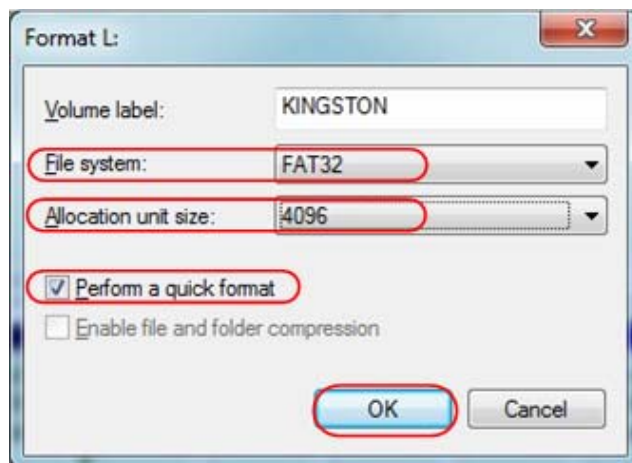 Format L:
Volume label: KINGSTON
File system: FAT32
Allocation unit size: 4096
Perform a quick format
Enable file and folder compression
OK Cancel